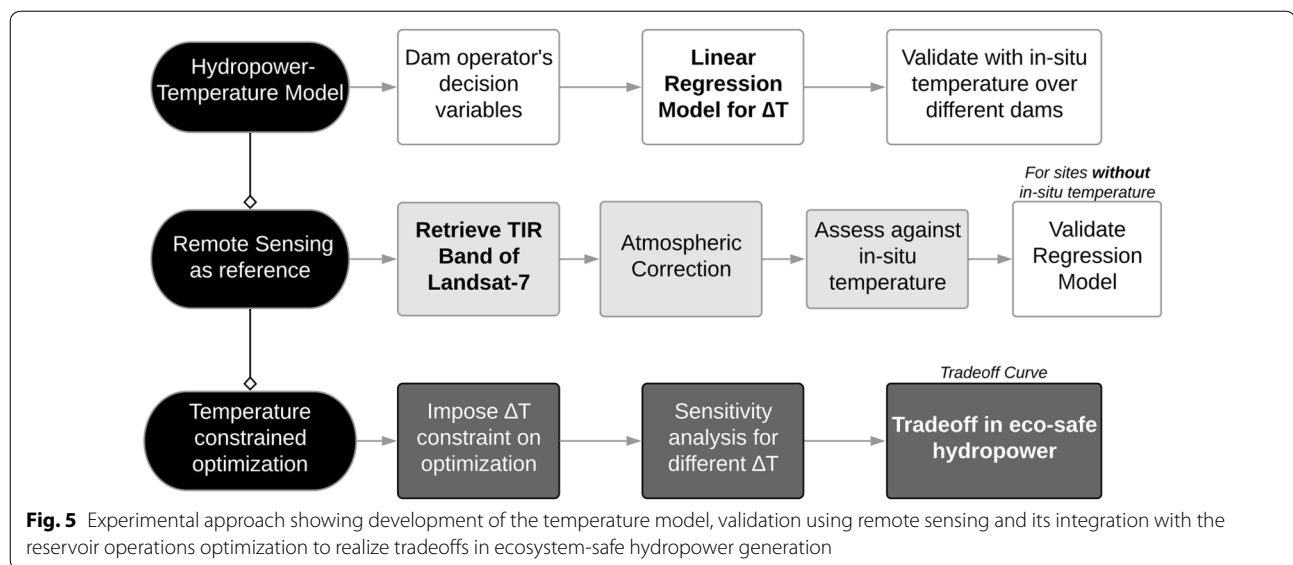 Hydropower-
Temperature Model
Dam operator's
decision
variables
Linear
Regression
Model for ΔT
Validate with in-situ
temperature over
different dams
Remote Sensing
as reference
Retrieve TIR
Band of
Landsat-7
Atmospheric
Correction
Assess against
in-situ
temperature
For sites without
in-situ temperature
Validate
Regression
Model
Temperature
constrained
optimization
Impose ΔT
constraint on
optimization
Sensitivity
analysis for
different ΔT
Tradeoff Curve
Tradeoff in eco-safe
hydropower
Fig. 5 Experimental approach showing development of the temperature model, validation using remote sensing and its integration with the
reservoir operations optimization to realize tradeoffs in ecosystem-safe hydropower generation